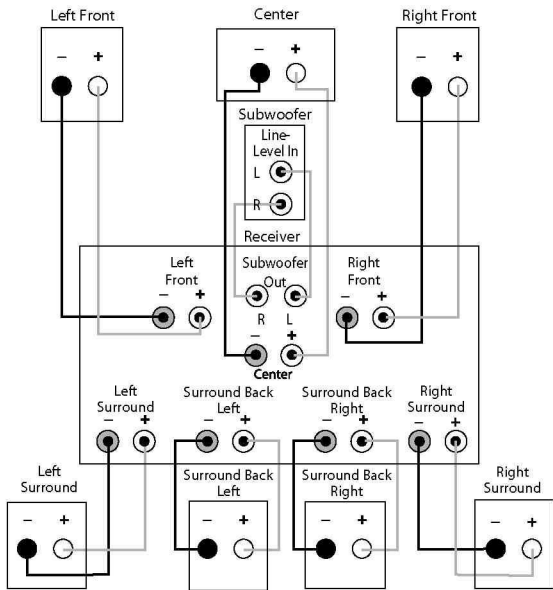 Left Front
Center
Right Front
− +
− +
− +
Subwoofer
Line-
Level In
L
R
Receiver
Left
Front
− +
Subwoofer
Out
R L
Right
Front
− +
− +
Center
Left
Surround
− +
Surround Back
Left
− +
Surround Back
Right
− +
Right
Surround
− +
Left
Surround
− +
Surround Back
Left
− +
Surround Back
Right
− +
Right
Surround
− +